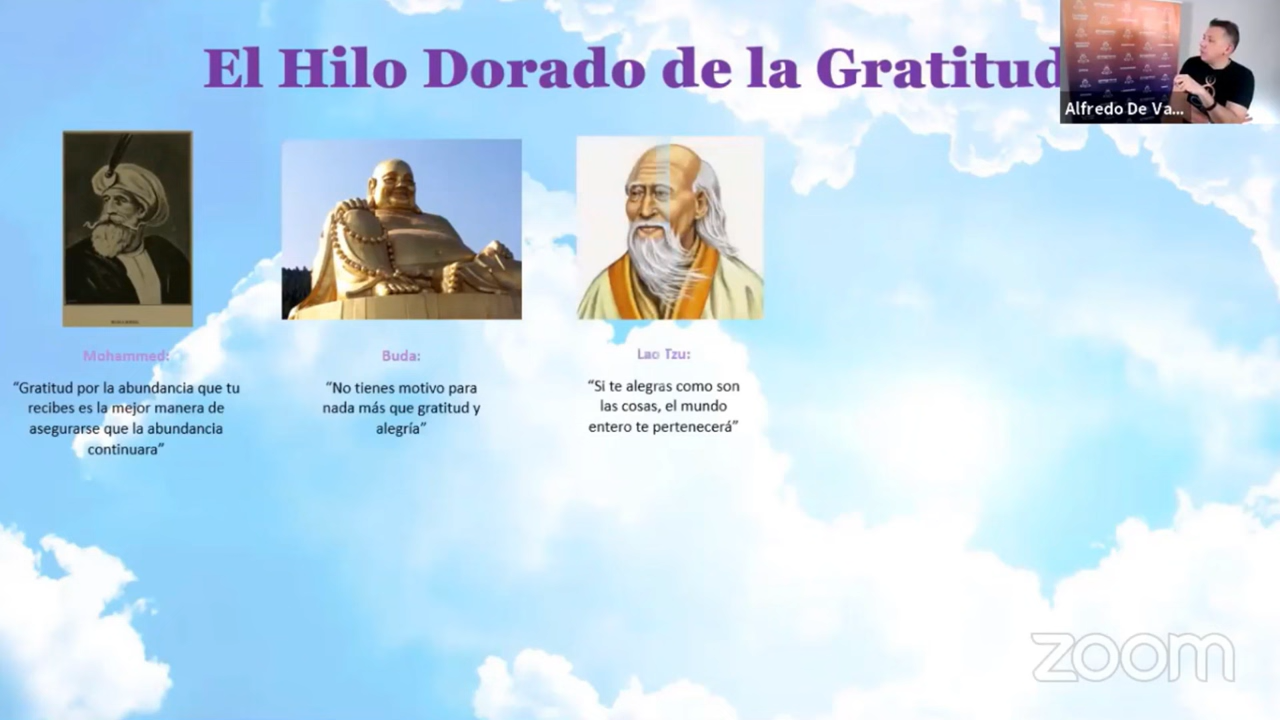 El Hilo Dorado de la Gratitud
Alfredo De Va...
Mohammed:
“Gratitud por la abundancia que tu
recibes es la mejor manera de
asegurarse que la abundancia
continuara”
Buda:
“No tienes motivo para
nada más que gratitud y
alegría”
Lao Tzu:
“Si te alegras como son
las cosas, el mundo
entero te pertenecerá”
zoom